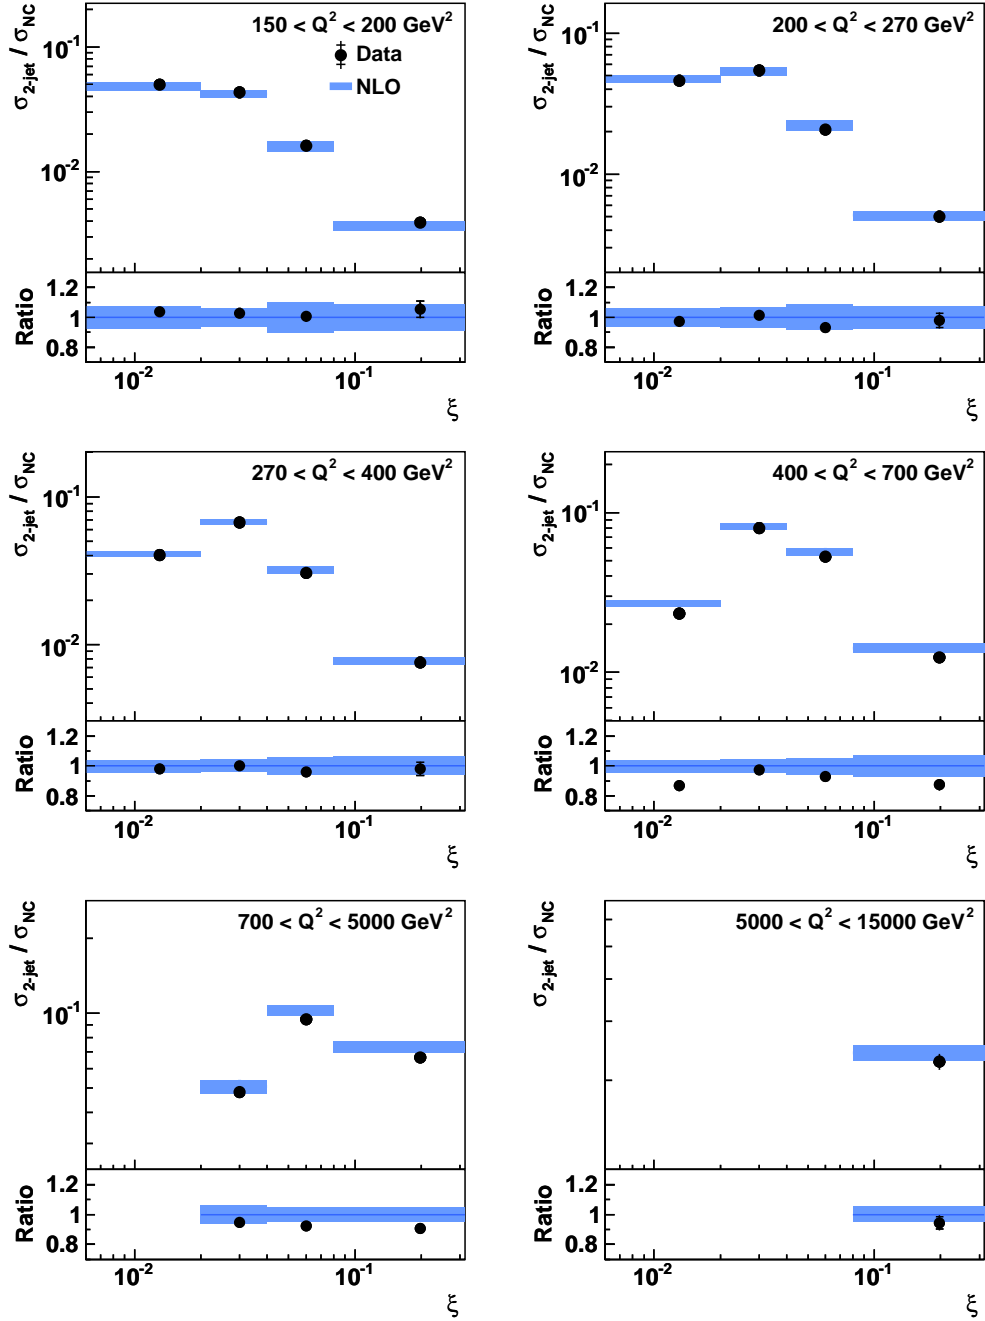 150 < Q² < 200 GeV²
Data
NLO
σ2-jet / σNC
10⁻¹
10⁻²
Ratio
1.2
1
0.8
10⁻² 10⁻¹
ξ
200 < Q² < 270 GeV²
σ2-jet / σNC
10⁻¹
10⁻²
Ratio
1.2
1
0.8
10⁻² 10⁻¹
ξ
270 < Q² < 400 GeV²
σ2-jet / σNC
10⁻¹
10⁻²
Ratio
1.2
1
0.8
10⁻² 10⁻¹
ξ
400 < Q² < 700 GeV²
σ2-jet / σNC
10⁻¹
10⁻²
Ratio
1.2
1
0.8
10⁻² 10⁻¹
ξ
700 < Q² < 5000 GeV²
σ2-jet / σNC
10⁻¹
Ratio
1.2
1
0.8
10⁻² 10⁻¹
ξ
5000 < Q² < 15000 GeV²
σ2-jet / σNC
Ratio
1.2
1
0.8
10⁻² 10⁻¹
ξ